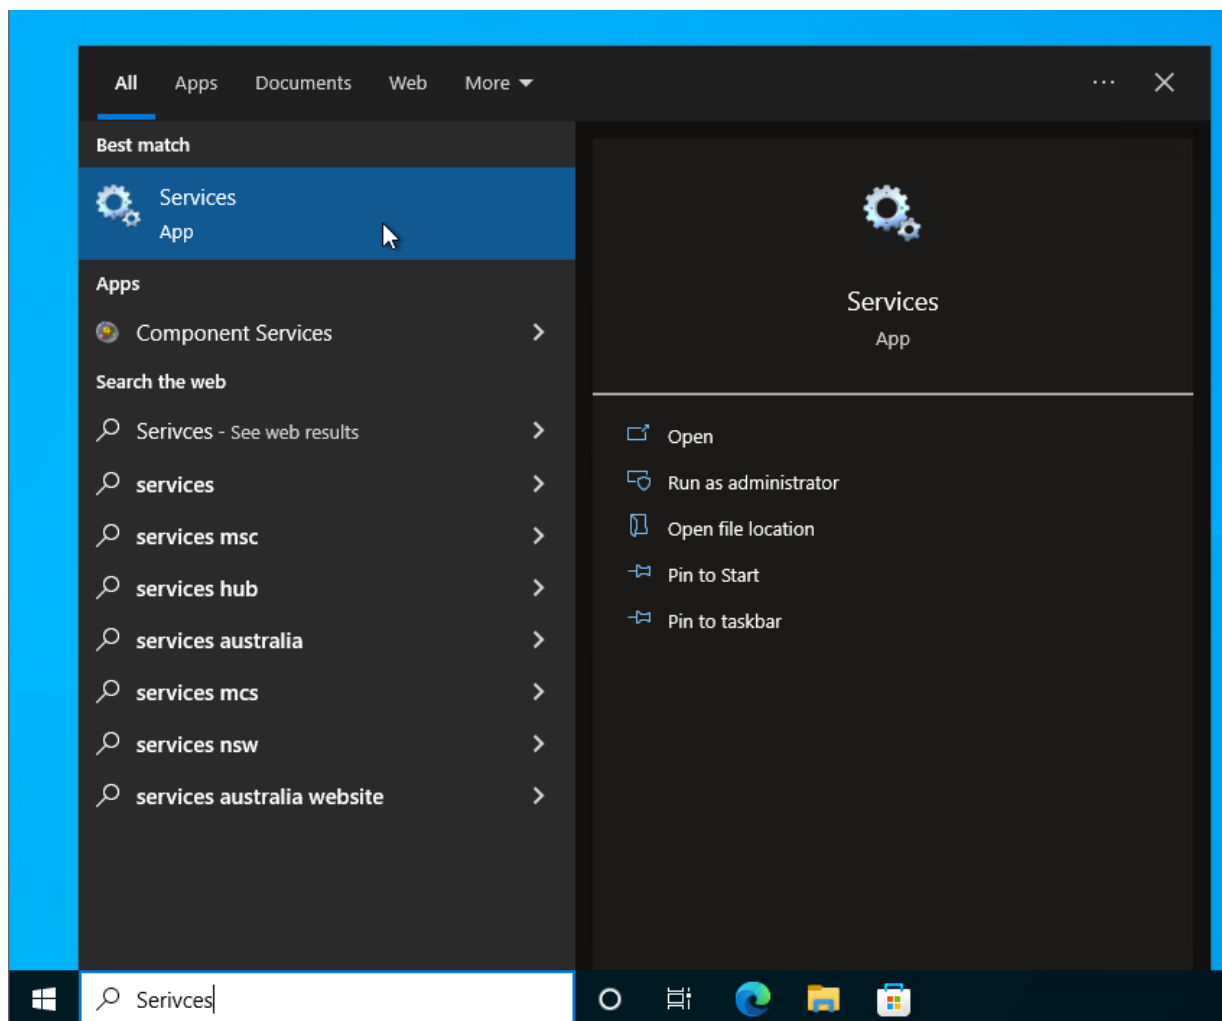 All Apps Documents Web More ···
Best match
Services
App
Apps
Component Services
Search the web
Serivces - See web results
services
services msc
services hub
services australia
services mcs
services nsw
services australia website
Services
App
Open
Run as administrator
Open file location
Pin to Start
Pin to taskbar
Serivces